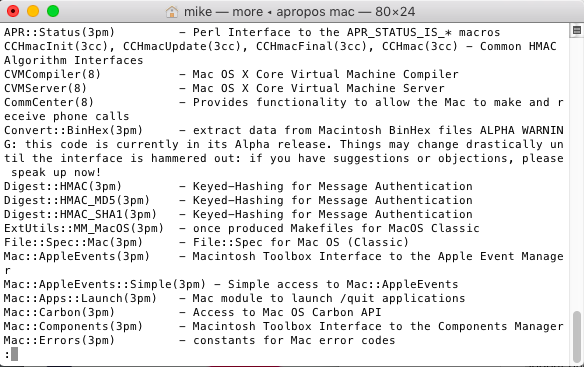 mike — more ◂ apropos mac — 80×24
APR::Status(3pm)         - Perl Interface to the APR_STATUS_IS_* macros
CCHmacInit(3cc), CCHmacUpdate(3cc), CCHmacFinal(3cc), CCHmac(3cc) - Common HMAC
Algorithm Interfaces
CVMCompiler(8)           - Mac OS X Core Virtual Machine Compiler
CVMServer(8)             - Mac OS X Core Virtual Machine Server
CommCenter(8)            - Provides functionality to allow the Mac to make and r
eceive phone calls
Convert::BinHex(3pm)     - extract data from Macintosh BinHex files ALPHA WARNIN
G: this code is currently in its Alpha release. Things may change drastically un
til the interface is hammered out: if you have suggestions or objections, please
 speak up now!
Digest::HMAC(3pm)        - Keyed-Hashing for Message Authentication
Digest::HMAC_MD5(3pm)    - Keyed-Hashing for Message Authentication
Digest::HMAC_SHA1(3pm)   - Keyed-Hashing for Message Authentication
ExtUtils::MM_MacOS(3pm)  - once produced Makefiles for MacOS Classic
File::Spec::Mac(3pm)     - File::Spec for Mac OS (Classic)
Mac::AppleEvents(3pm)    - Macintosh Toolbox Interface to the Apple Event Manage
r
Mac::AppleEvents::Simple(3pm) - Simple access to Mac::AppleEvents
Mac::Apps::Launch(3pm)   - Mac module to launch /quit applications
Mac::Carbon(3pm)         - Access to Mac OS Carbon API
Mac::Components(3pm)     - Macintosh Toolbox Interface to the Components Manager
Mac::Errors(3pm)         - constants for Mac error codes
: